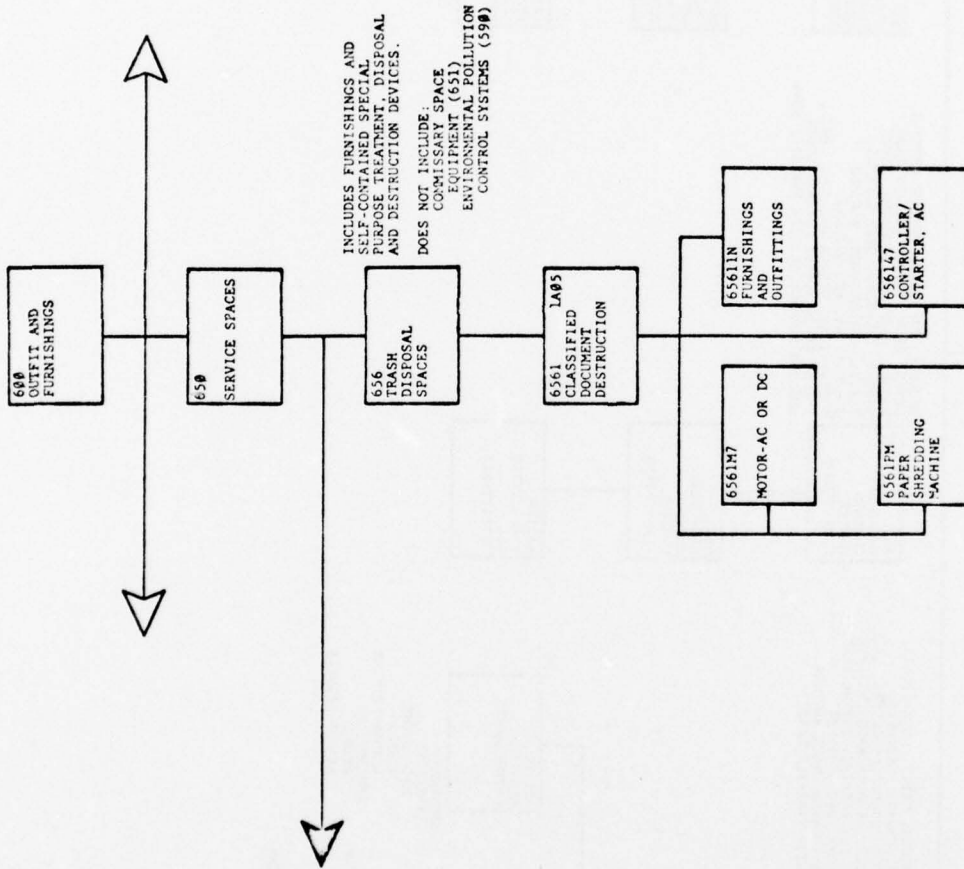 600
OUTFIT AND
FURNISHINGS
650
SERVICE SPACES
656
TRASH
DISPOSAL
SPACES
INCLUDES FURNISHINGS AND
SELF-CONTAINED SPECIAL
PURPOSE TREATMENT, DISPOSAL
AND DESTRUCTION DEVICES.
DOES NOT INCLUDE:
COMMISSARY SPACE
EQUIPMENT (651)
ENVIRONMENTAL POLLUTION
CONTROL SYSTEMS (590)
6561 1A05
CLASSIFIED
DOCUMENT
DESTRUCTION
6561M7
MOTOR-AC OR DC
65611N
FURNISHINGS
AND
OUTFITTINGS
6561PM
PAPER
SHREDDING
MACHINE
656147
CONTROLLER/
STARTER, AC